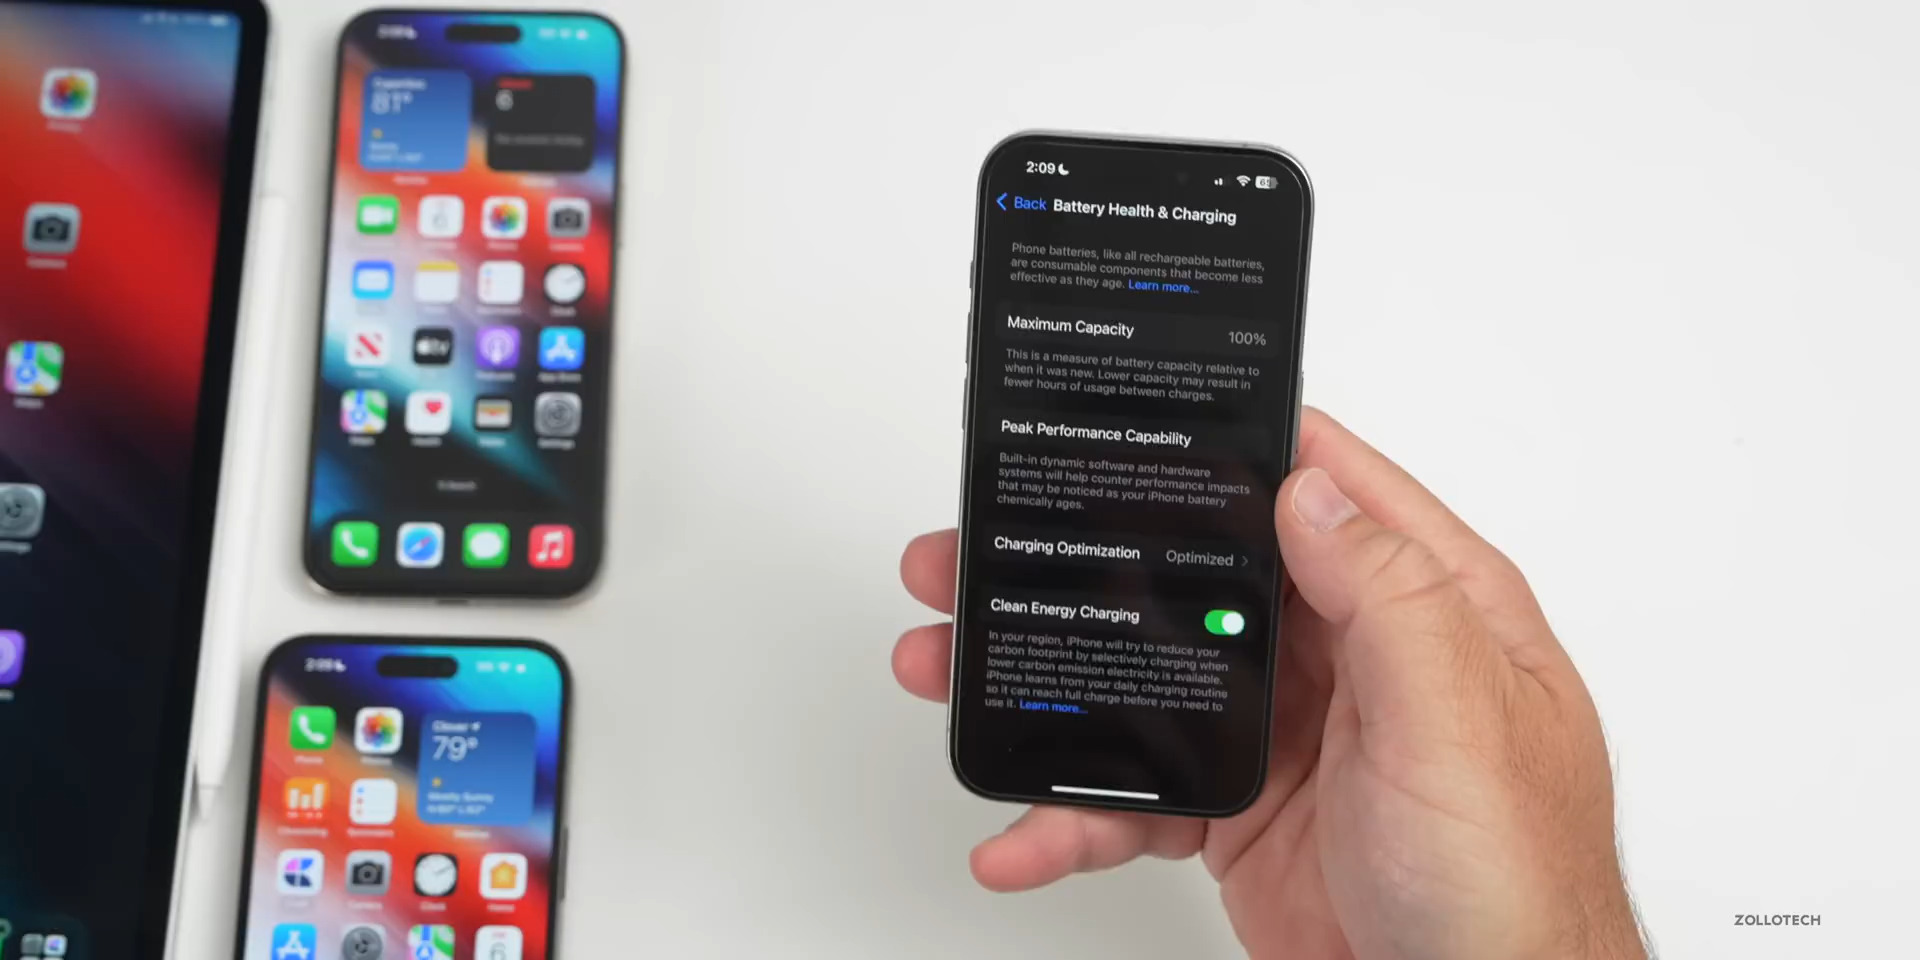 2:09
Back Battery Health & Charging
Phone batteries, like all rechargeable batteries,
are consumable components that become less
effective as they age. Learn more...
Maximum Capacity 100%
This is a measure of battery capacity relative to
when it was new. Lower capacity may result in
fewer hours of usage between charges.
Peak Performance Capability
Built-in dynamic software and hardware
systems will help counter performance impacts
that may be noticed as your iPhone battery
chemically ages.
Charging Optimization Optimized
Clean Energy Charging
In your region, iPhone will try to reduce your
carbon footprint by selectively charging when
lower carbon emission electricity is available.
iPhone learns from your daily charging routine
so it can reach full charge before you need to
use it. Learn more...
81°
6
Clover
79°
Mostly Sunny
ZOLLOTECH